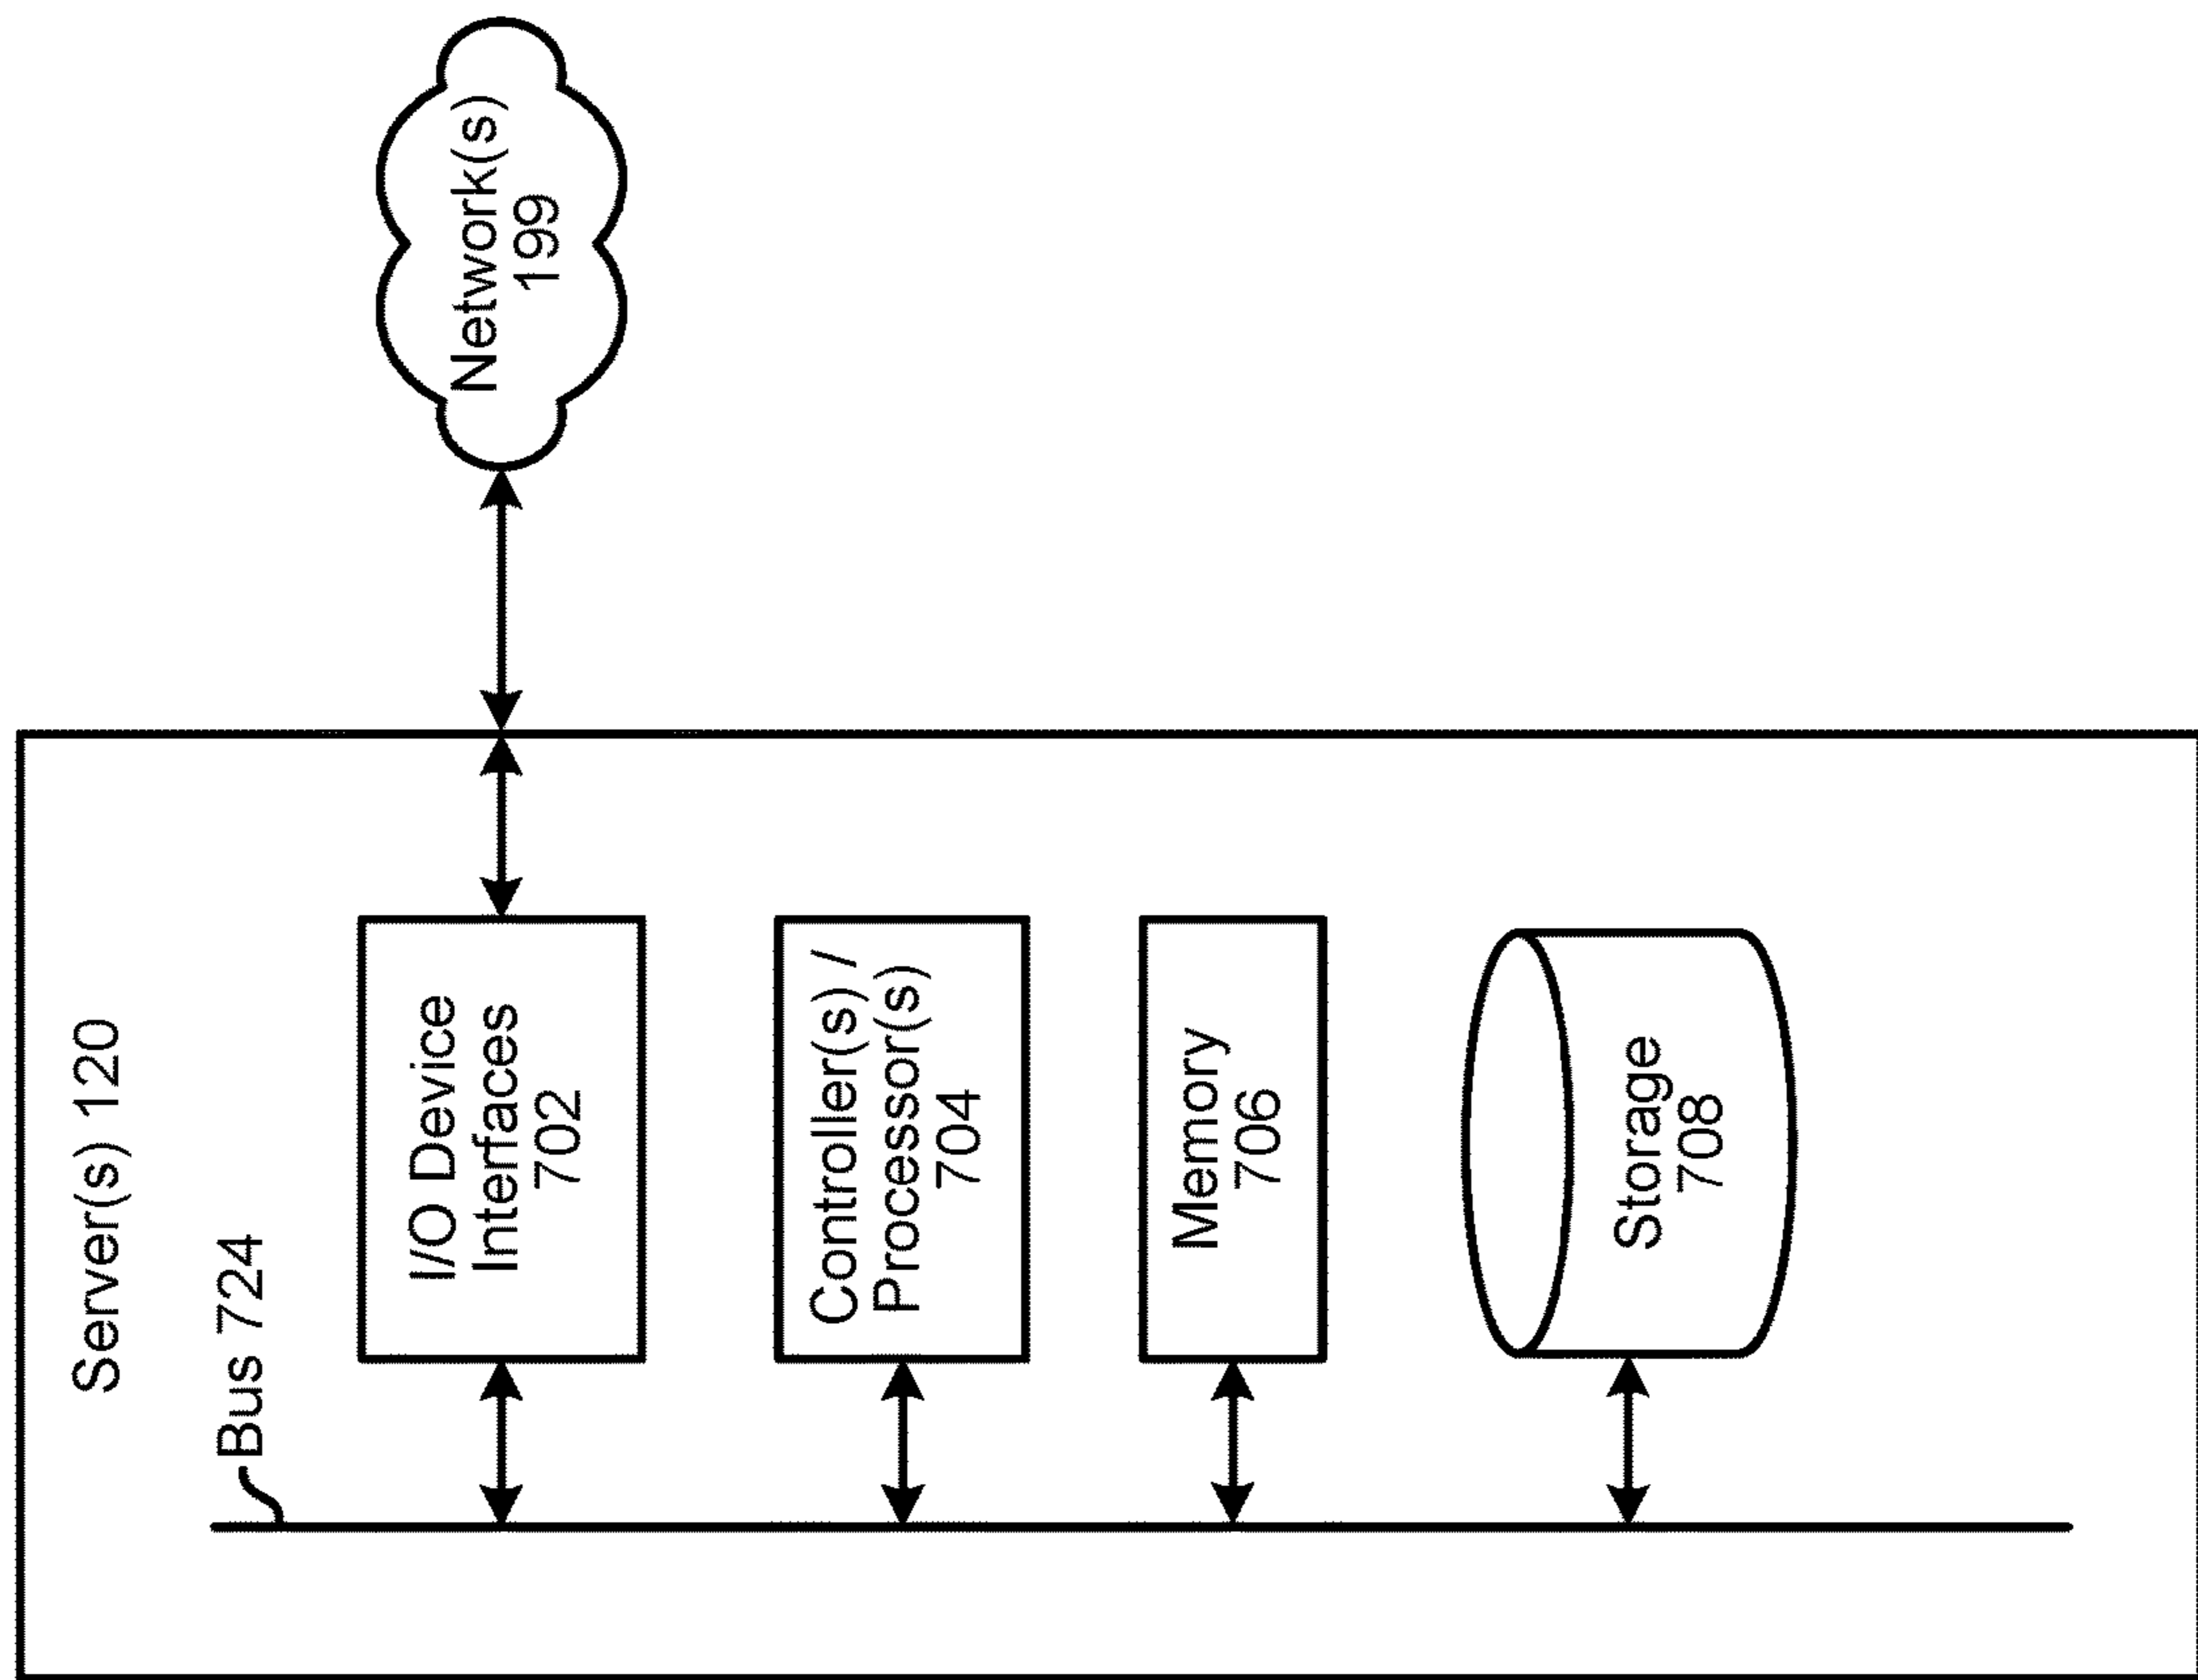 Server(s) 120
Bus 724
I/O Device
Interfaces
702
Network(s)
199
Controller(s) /
Processor(s)
704
Memory
706
Storage
708